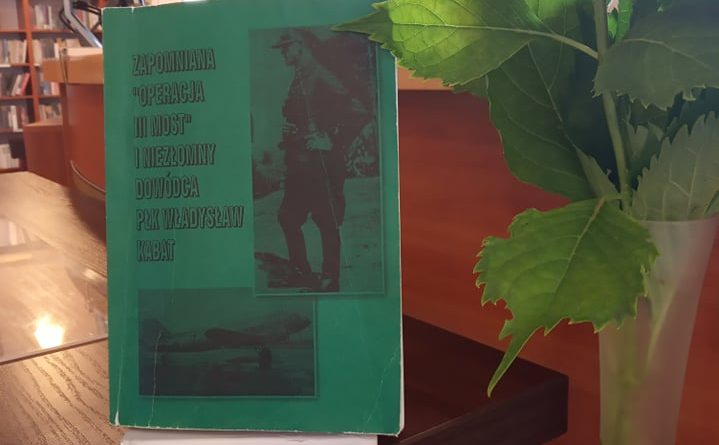 ZAPOMNIANA
"OPERACJA
III MOST"
I NIEZŁOMNY
DOWÓDCA
PŁK WŁADYSŁAW
KABAT